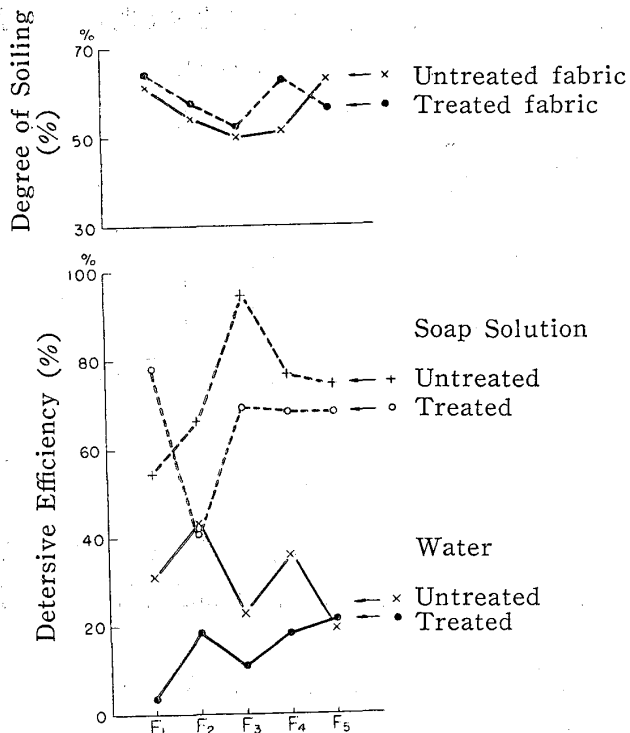 Degree of Soiling
(%)
%
70
50
30
Untreated fabric
Treated fabric
Detersive Efficiency (%)
%
100
80
60
40
20
0
Soap Solution
Untreated
Treated
Water
Untreated
Treated
F₁ F₂ F₃ F₄ F₅